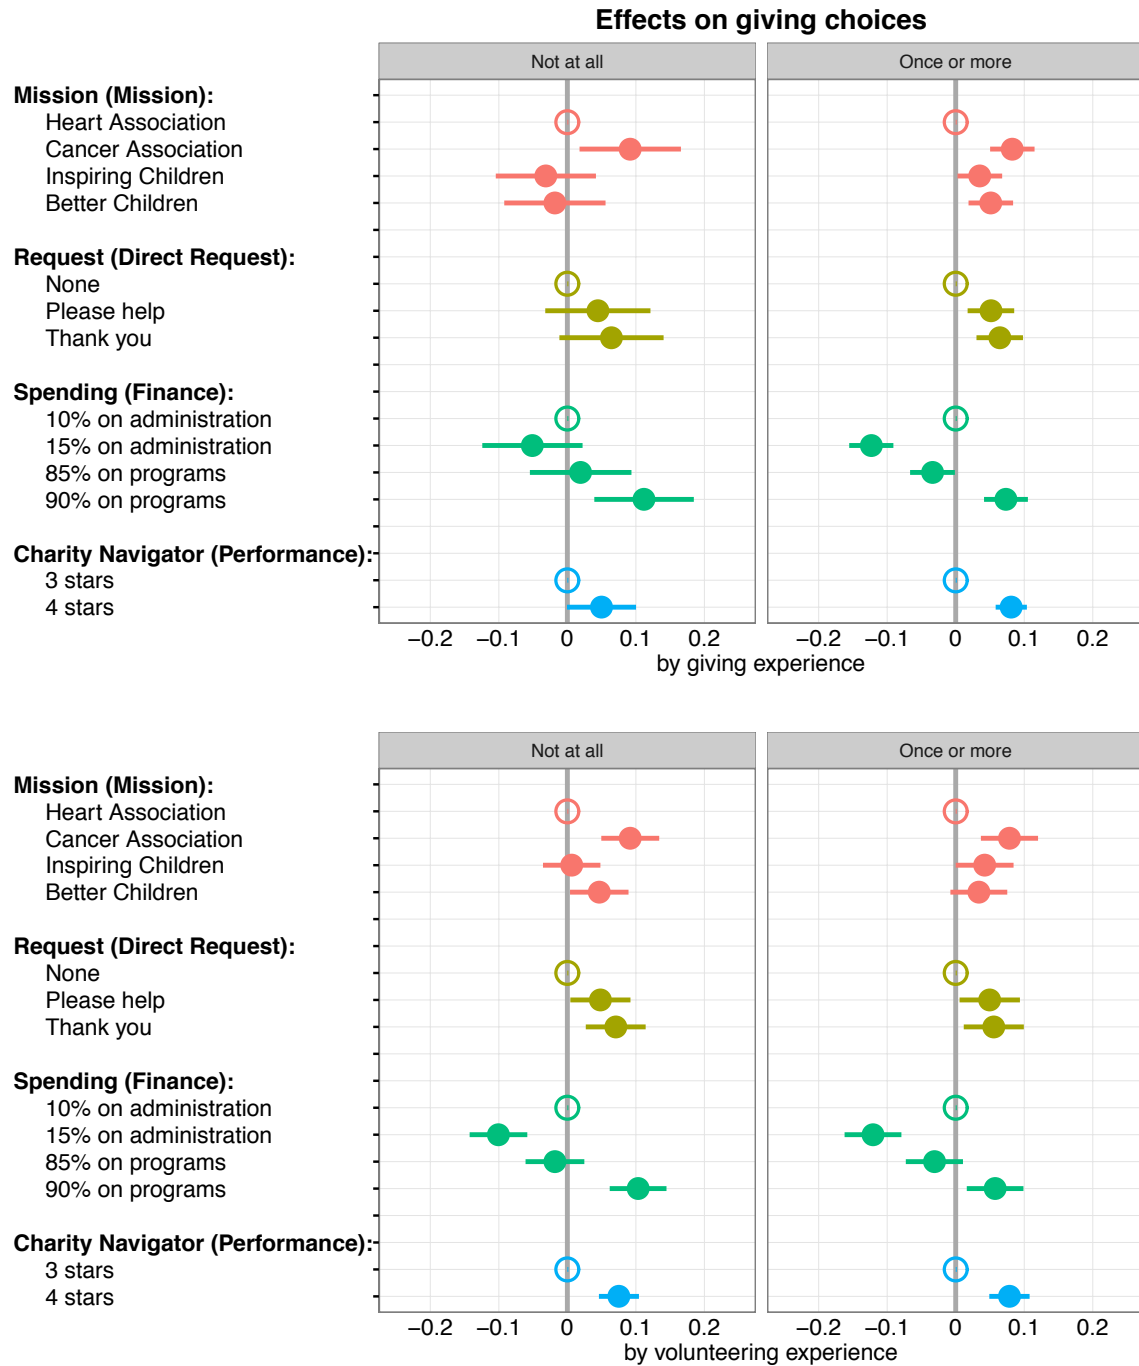 Effects on giving choices
Not at all
Once or more
Mission (Mission):
Heart Association
Cancer Association
Inspiring Children
Better Children
Request (Direct Request):
None
Please help
Thank you
Spending (Finance):
10% on administration
15% on administration
85% on programs
90% on programs
Charity Navigator (Performance):
3 stars
4 stars
−0.2 −0.1 0 0.1 0.2
−0.2 −0.1 0 0.1 0.2
by giving experience
Not at all
Once or more
Mission (Mission):
Heart Association
Cancer Association
Inspiring Children
Better Children
Request (Direct Request):
None
Please help
Thank you
Spending (Finance):
10% on administration
15% on administration
85% on programs
90% on programs
Charity Navigator (Performance):
3 stars
4 stars
−0.2 −0.1 0 0.1 0.2
−0.2 −0.1 0 0.1 0.2
by volunteering experience